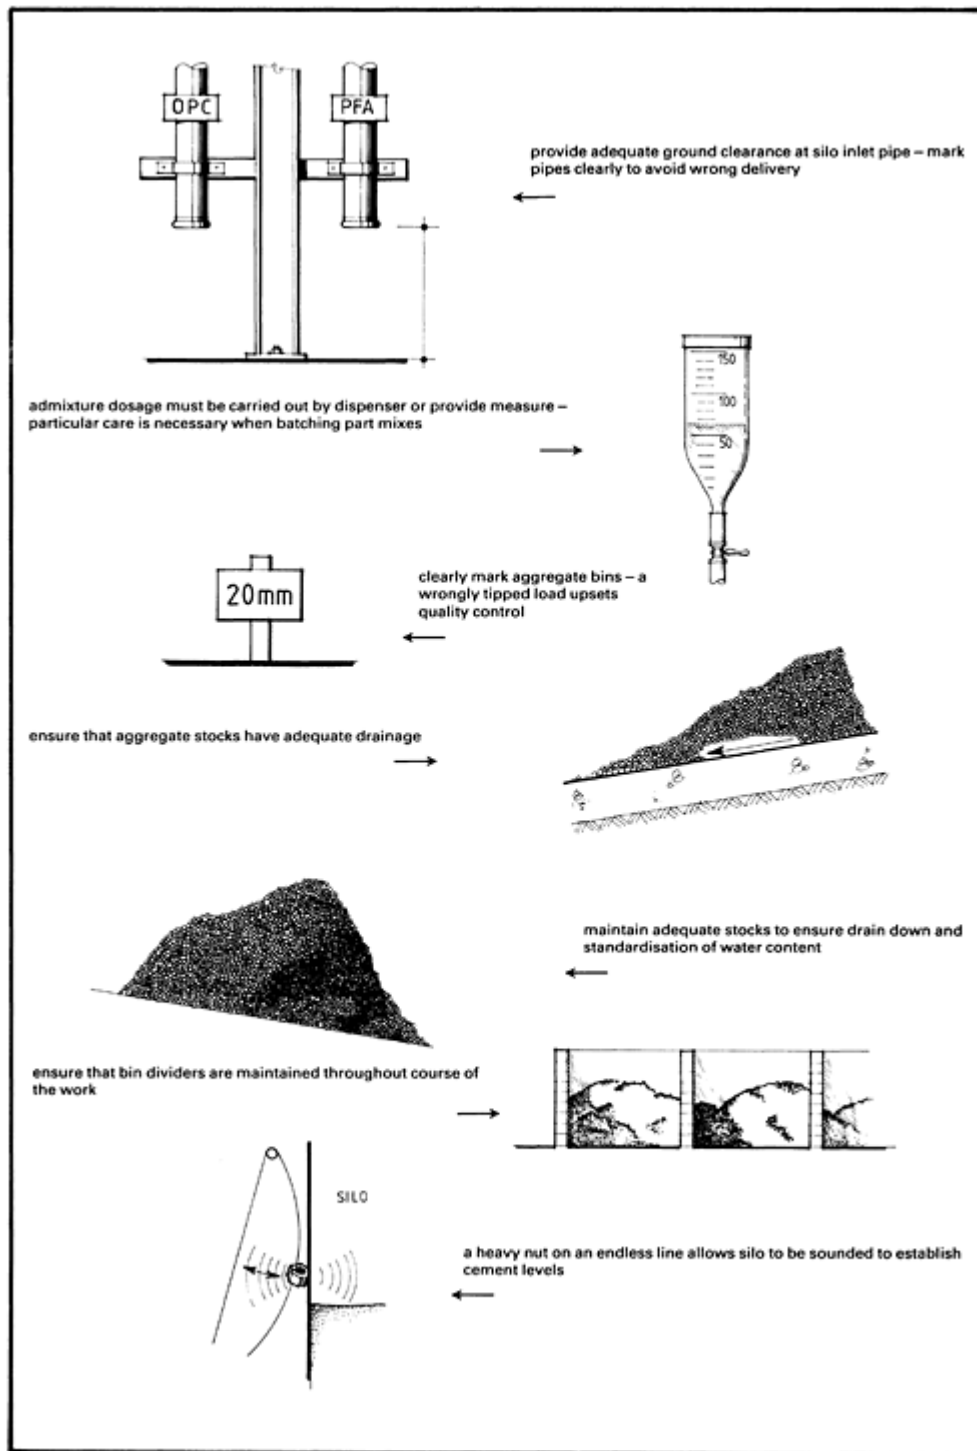 OPC
PFA
provide adequate ground clearance at silo inlet pipe – mark
pipes clearly to avoid wrong delivery
150
100
50
admixture dosage must be carried out by dispenser or provide measure –
particular care is necessary when batching part mixes
20mm
clearly mark aggregate bins – a
wrongly tipped load upsets
quality control
ensure that aggregate stocks have adequate drainage
maintain adequate stocks to ensure drain down and
standardisation of water content
ensure that bin dividers are maintained throughout course of
the work
SILO
a heavy nut on an endless line allows silo to be sounded to establish
cement levels